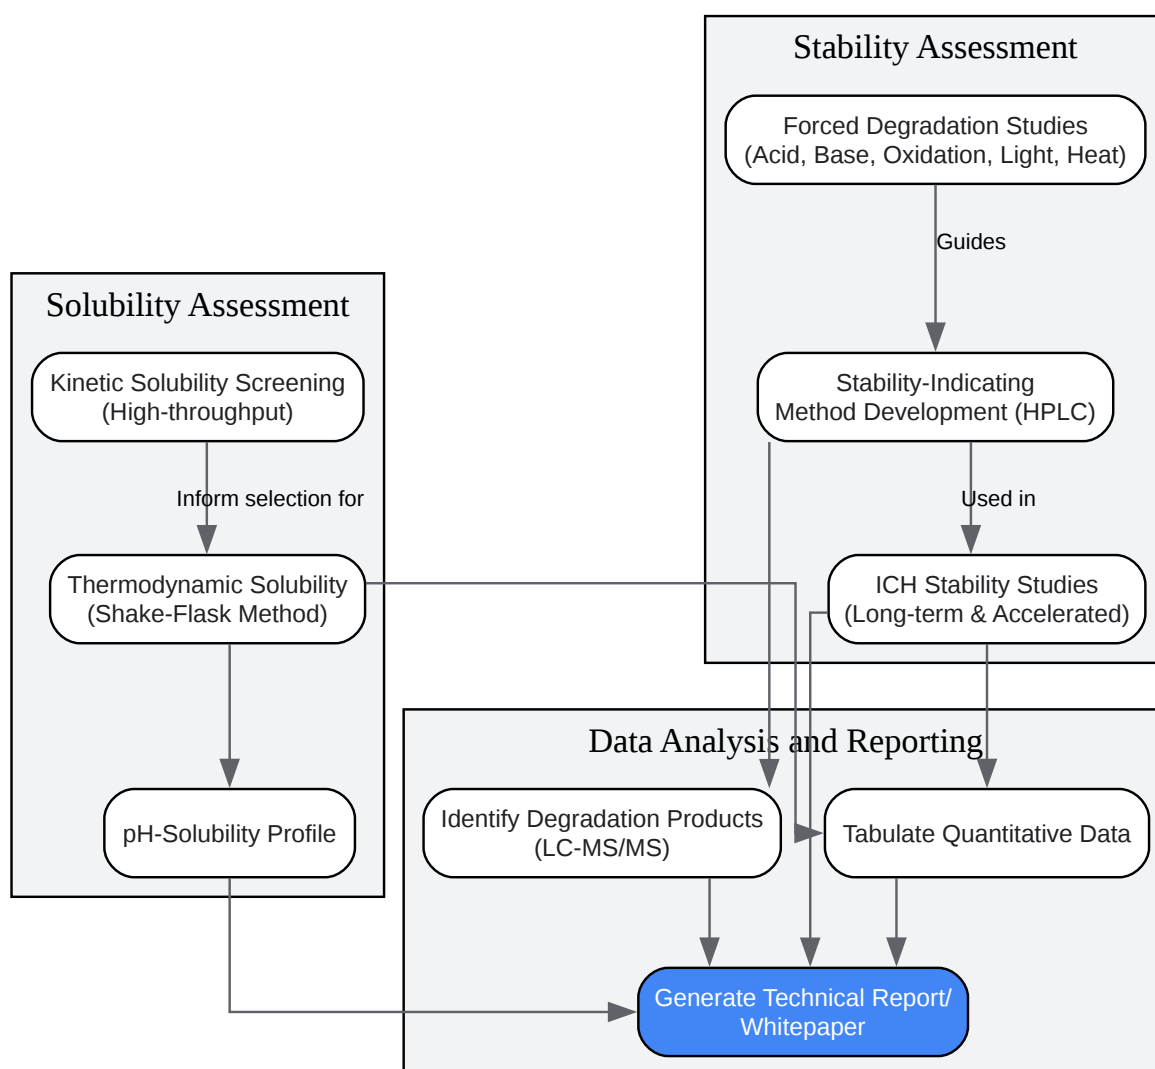 Stability Assessment
Forced Degradation Studies
(Acid, Base, Oxidation, Light, Heat)
Guides
Solubility Assessment
Kinetic Solubility Screening
(High-throughput)
Stability-Indicating
Method Development (HPLC)
Inform selection for
Used in
Thermodynamic Solubility
(Shake-Flask Method)
ICH Stability Studies
(Long-term & Accelerated)
Data Analysis and Reporting
pH-Solubility Profile
Identify Degradation Products
(LC-MS/MS)
Tabulate Quantitative Data
Generate Technical Report/
Whitepaper